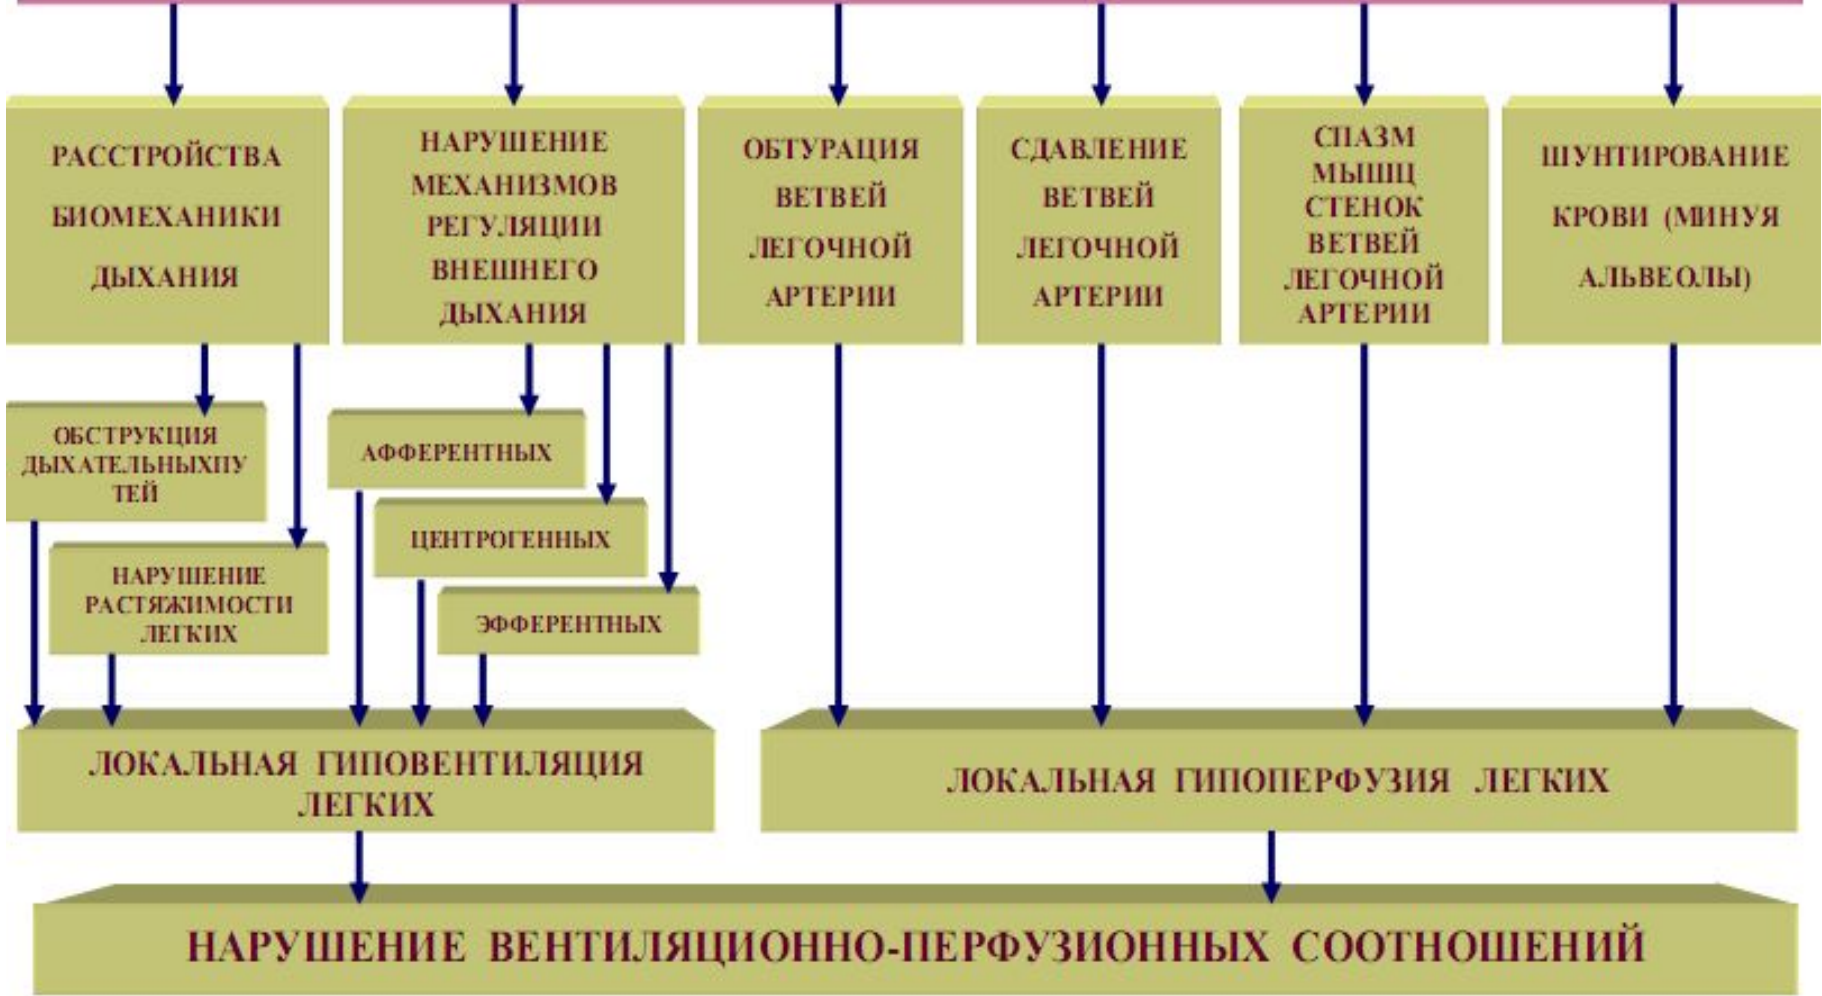 РАССТРОЙСТВА
БИОМЕХАНИКИ
ДЫХАНИЯ
НАРУШЕНИЕ
МЕХАНИЗМОВ
РЕГУЛЯЦИИ
ВНЕШНЕГО
ДЫХАНИЯ
ОБТУРАЦИЯ
ВЕТВЕЙ
ЛЕГОЧНОЙ
АРТЕРИИ
СДАВЛЕНИЕ
ВЕТВЕЙ
ЛЕГОЧНОЙ
АРТЕРИИ
СПАЗМ
МЫШЦ
СТЕНОК
ВЕТВЕЙ
ЛЕГОЧНОЙ
АРТЕРИИ
ШУНТИРОВАНИЕ
КРОВИ (МИНУЯ
АЛЬВЕОЛЫ)
ОБСТРУКЦИЯ
ДЫХАТЕЛЬНЫХПУ
ТЕЙ
НАРУШЕНИЕ
РАСТЯЖИМОСТИ
ЛЕГКИХ
АФФЕРЕНТНЫХ
ЦЕНТРОГЕННЫХ
ЭФФЕРЕНТНЫХ
ЛОКАЛЬНАЯ ГИПОВЕНТИЛЯЦИЯ
ЛЕГКИХ
ЛОКАЛЬНАЯ ГИПОПЕРФУЗИЯ ЛЕГКИХ
НАРУШЕНИЕ ВЕНТИЛЯЦИОННО-ПЕРФУЗИОННЫХ СООТНОШЕНИЙ